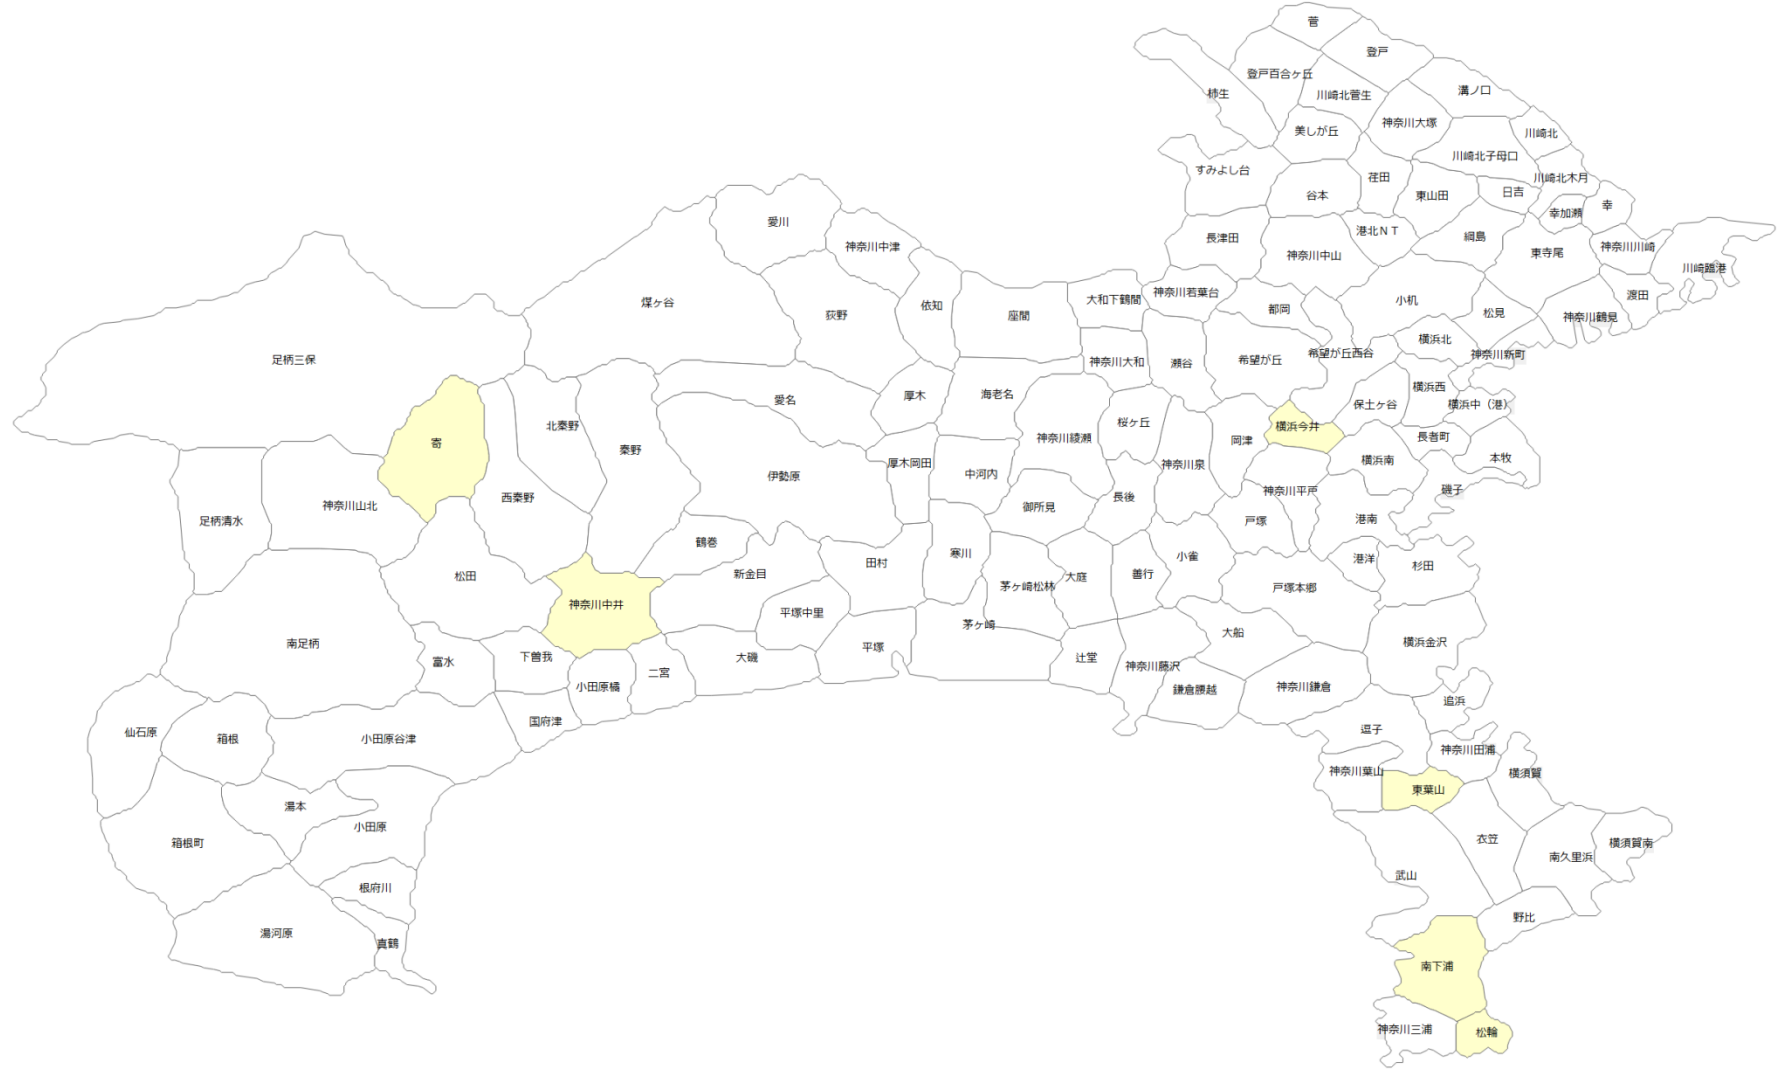 菅
登戸
登戸百合ヶ丘
溝ノ口
柿生
川崎北菅生
神奈川大塚
美しが丘
川崎北
川崎北子母口
すみよし台
荏田
川崎北木月
谷本
東山田
日吉
幸
幸加瀬
愛川
港北ＮＴ
長津田
綱島
神奈川中津
神奈川川崎
神奈川中山
東寺尾
川崎臨港
神奈川若葉台
渡田
大和下鶴間
小机
煤ヶ谷
依知
都岡
松見
荻野
座間
神奈川鶴見
横浜北
希望が丘西谷
神奈川新町
足柄三保
希望が丘
神奈川大和
瀬谷
横浜西
海老名
厚木
愛名
保土ヶ谷
横浜中（港）
桜ヶ丘
北秦野
横浜今井
長者町
神奈川綾瀬
岡津
寄
秦野
本牧
横浜南
厚木岡田
神奈川泉
中河内
伊勢原
磯子
神奈川平戸
西秦野
長後
神奈川山北
御所見
港南
足柄清水
戸塚
鶴巻
寒川
小雀
港洋
田村
杉田
新金目
善行
松田
大庭
茅ヶ崎松林
戸塚本郷
神奈川中井
平塚中里
茅ヶ崎
大船
南足柄
横浜金沢
平塚
下曽我
大磯
辻堂
富水
神奈川藤沢
二宮
小田原橘
神奈川鎌倉
鎌倉腰越
追浜
国府津
逗子
仙石原
箱根
小田原谷津
神奈川田浦
神奈川葉山
横須賀
東葉山
湯本
小田原
衣笠
箱根町
横須賀南
南久里浜
武山
根府川
野比
湯河原
真鶴
南下浦
神奈川三浦
松輪